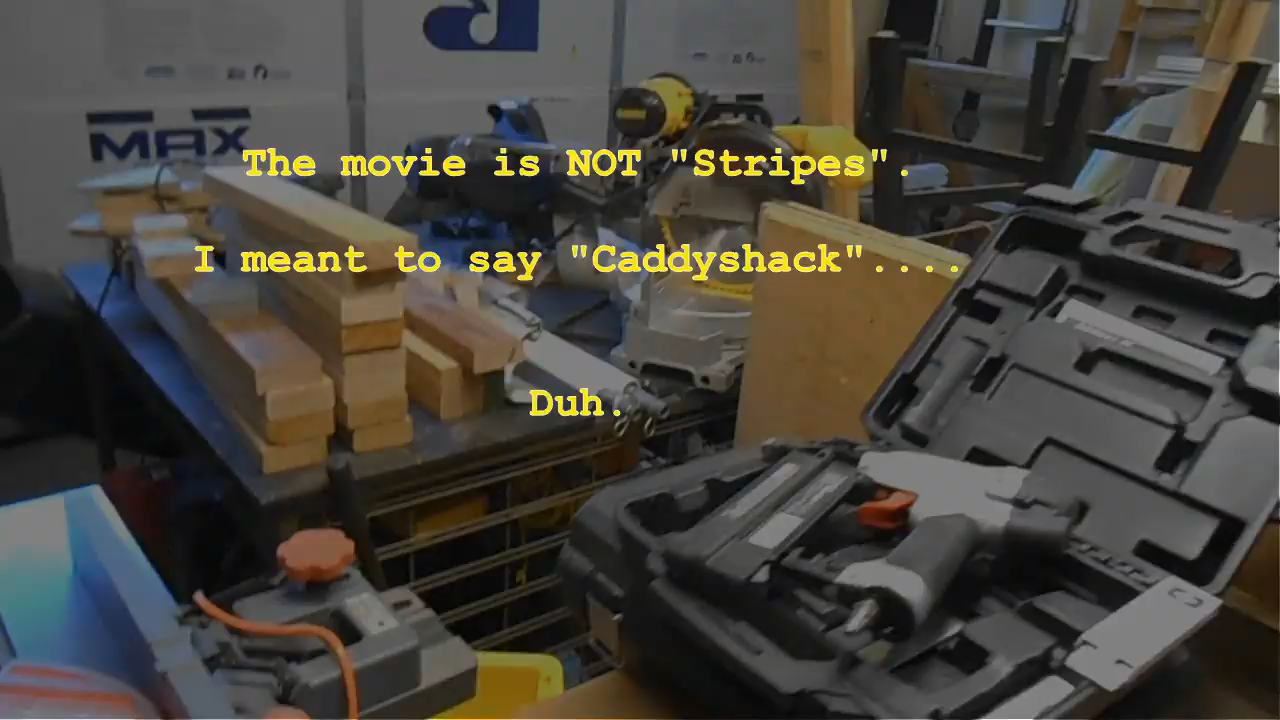 MAX
The movie is NOT "Stripes".
I meant to say "Caddyshack"....
Duh.